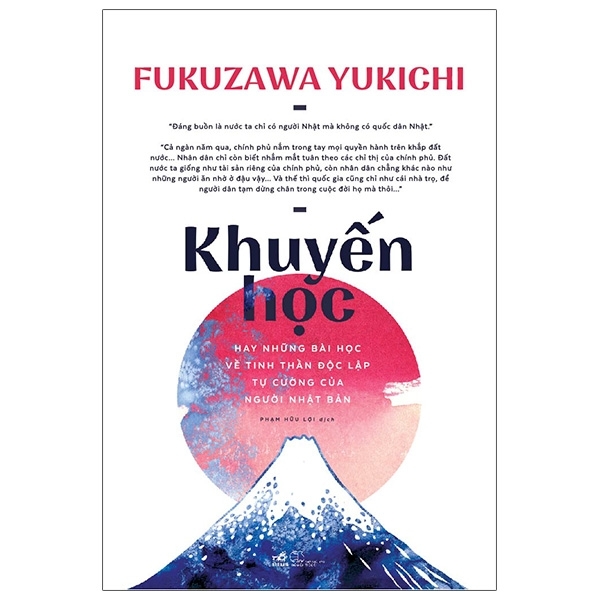 FUKUZAWA YUKICHI
"Đáng buồn là nước ta chỉ có người Nhật mà không có quốc dân Nhật."
"Cả ngàn năm qua, chính phủ nắm trong tay mọi quyền hành trên khắp đất
nước... Nhân dân chỉ còn biết nhắm mắt tuân theo các chỉ thị của chính phủ. Đất
nước ta giống như tài sản riêng của chính phủ, còn nhân dân chẳng khác nào như
những người ăn nhờ ở đậu vậy... Và thế thì quốc gia cũng chỉ như cái nhà trọ, để
người dân tạm dừng chân trong cuộc đời họ mà thôi..."
Khuyến
học
HAY NHỮNG BÀI HỌC
VỀ TINH THẦN ĐỘC LẬP
TỰ CƯỜNG CỦA
NGƯỜI NHẬT BẢN
PHẠM HỮU LỢI dịch